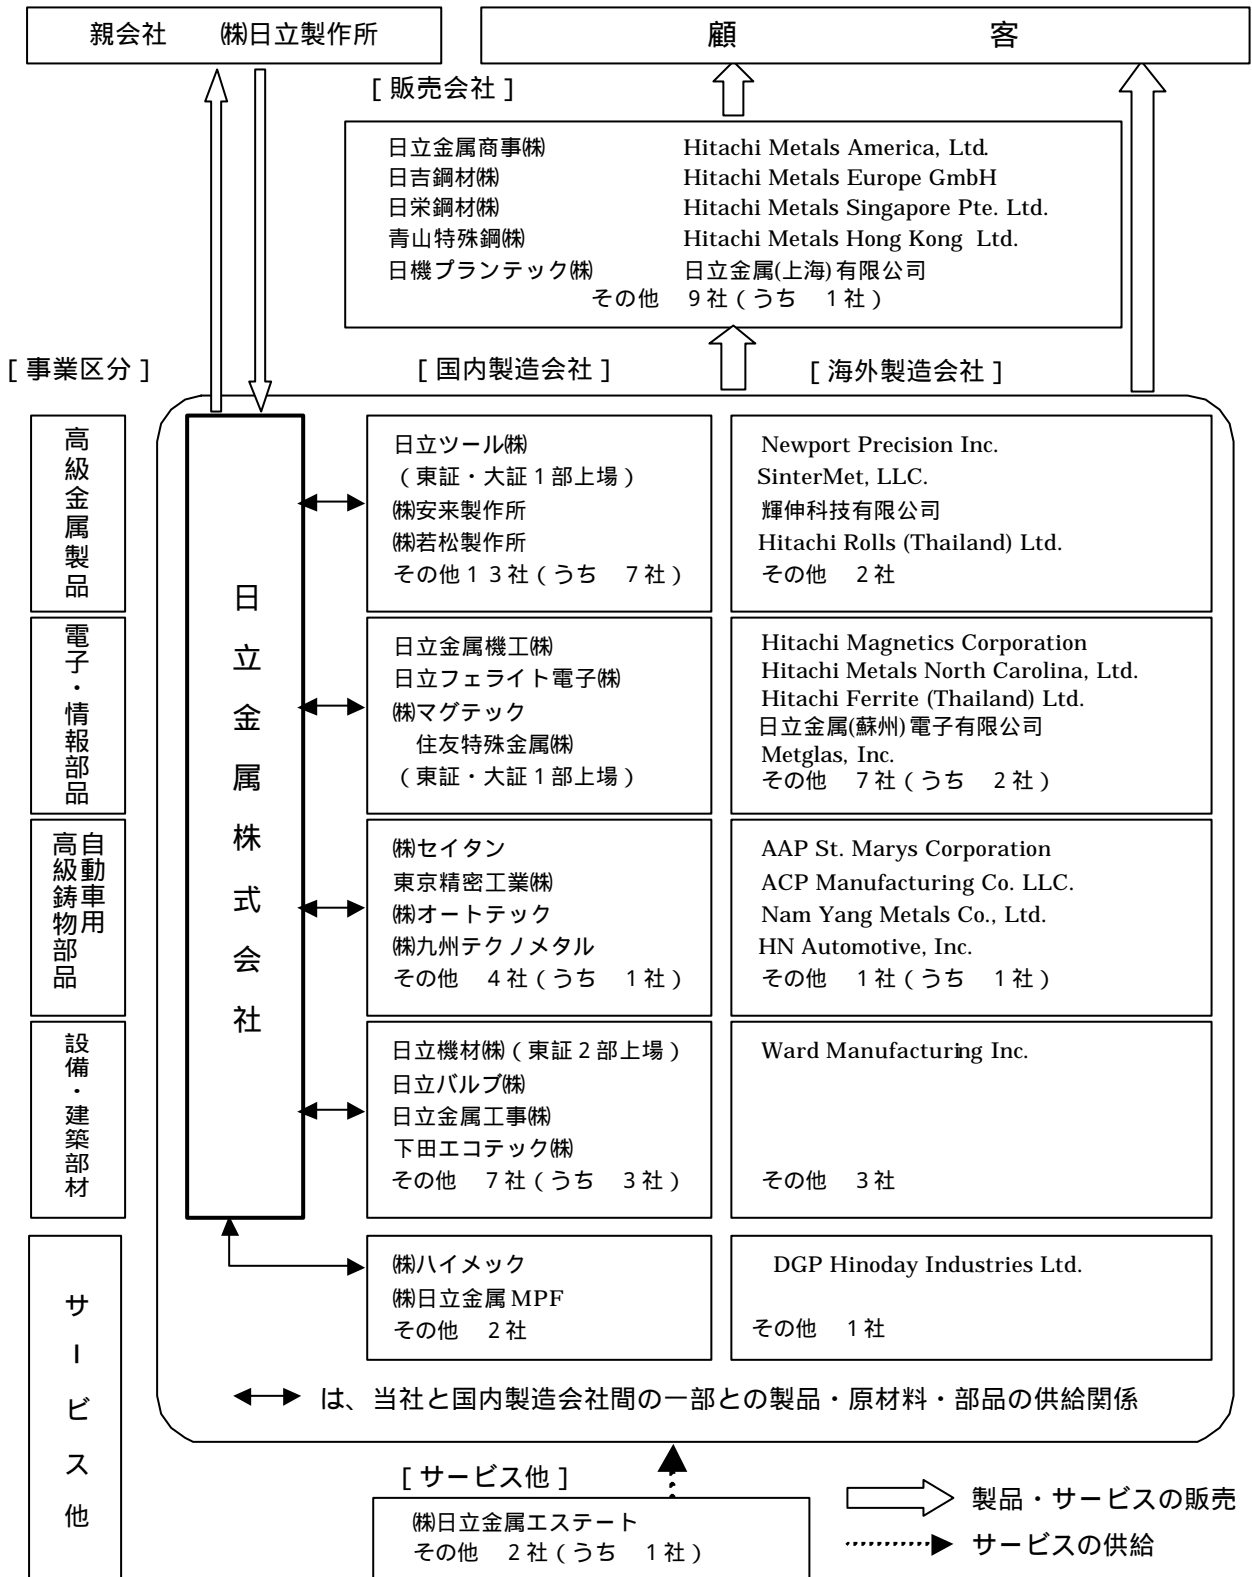 親会社　㈱日立製作所
顧　客
[ 販売会社 ]
日立金属商事㈱
日吉鋼材㈱
日栄鋼材㈱
青山特殊鋼㈱
日機プランテック㈱
Hitachi Metals America, Ltd.
Hitachi Metals Europe GmbH
Hitachi Metals Singapore Pte. Ltd.
Hitachi Metals Hong Kong Ltd.
日立金属(上海)有限公司
その他　9社（うち　1社）
[ 事業区分 ]
[ 国内製造会社 ]
[ 海外製造会社 ]
日立金属株式会社
高級金属製品
日立ツール㈱
（東証・大証1部上場）
㈱安来製作所
㈱若松製作所
その他13社（うち　7社）
Newport Precision Inc.
SinterMet, LLC.
輝伸科技有限公司
Hitachi Rolls (Thailand) Ltd.
その他　2社
電子・情報部品
日立金属機工㈱
日立フェライト電子㈱
㈱マグテック
住友特殊金属㈱
（東証・大証1部上場）
Hitachi Magnetics Corporation
Hitachi Metals North Carolina, Ltd.
Hitachi Ferrite (Thailand) Ltd.
日立金属(蘇州)電子有限公司
Metglas, Inc.
その他　7社（うち　2社）
自動車用
高級鋳物部品
㈱セイタン
東京精密工業㈱
㈱オートテック
㈱九州テクノメタル
その他　4社（うち　1社）
AAP St. Marys Corporation
ACP Manufacturing Co. LLC.
Nam Yang Metals Co., Ltd.
HN Automotive, Inc.
その他　1社（うち　1社）
設備・建築部材
日立機材㈱（東証2部上場）
日立バルブ㈱
日立金属工事㈱
下田エコテック㈱
その他　7社（うち　3社）
Ward Manufacturing Inc.
その他　3社
サービス他
㈱ハイメック
㈱日立金属MPF
その他　2社
DGP Hinoday Industries Ltd.
その他　1社
は、当社と国内製造会社間の一部との製品・原材料・部品の供給関係
[ サービス他 ]
㈱日立金属エステート
その他　2社（うち　1社）
製品・サービスの販売
サービスの供給